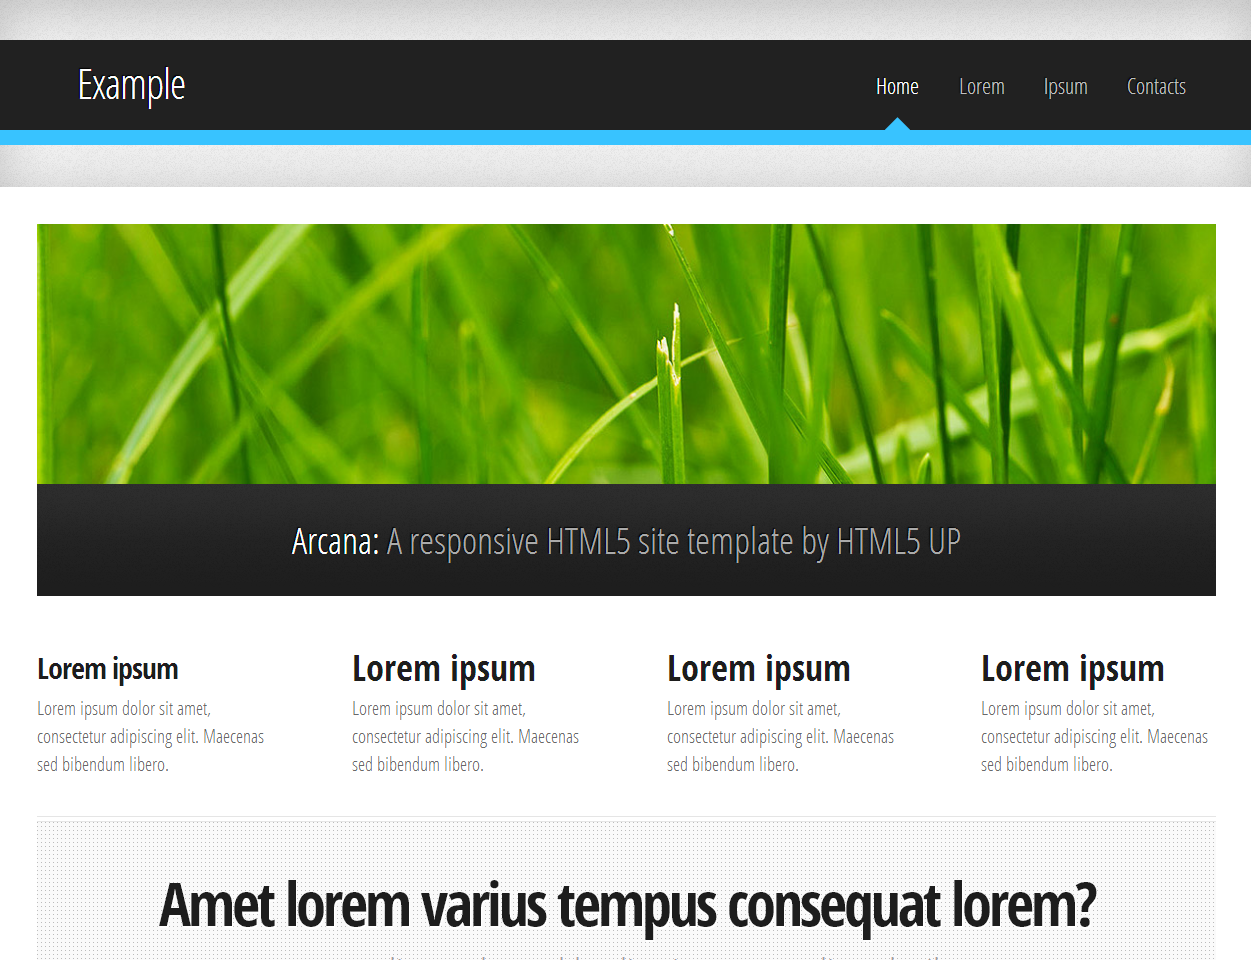 Example
Home Lorem Ipsum Contacts
Arcana: A responsive HTML5 site template by HTML5 UP
Lorem ipsum
Lorem ipsum dolor sit amet,
consectetur adipiscing elit. Maecenas
sed bibendum libero.
Lorem ipsum
Lorem ipsum dolor sit amet,
consectetur adipiscing elit. Maecenas
sed bibendum libero.
Lorem ipsum
Lorem ipsum dolor sit amet,
consectetur adipiscing elit. Maecenas
sed bibendum libero.
Lorem ipsum
Lorem ipsum dolor sit amet,
consectetur adipiscing elit. Maecenas
sed bibendum libero.
Amet lorem varius tempus consequat lorem?